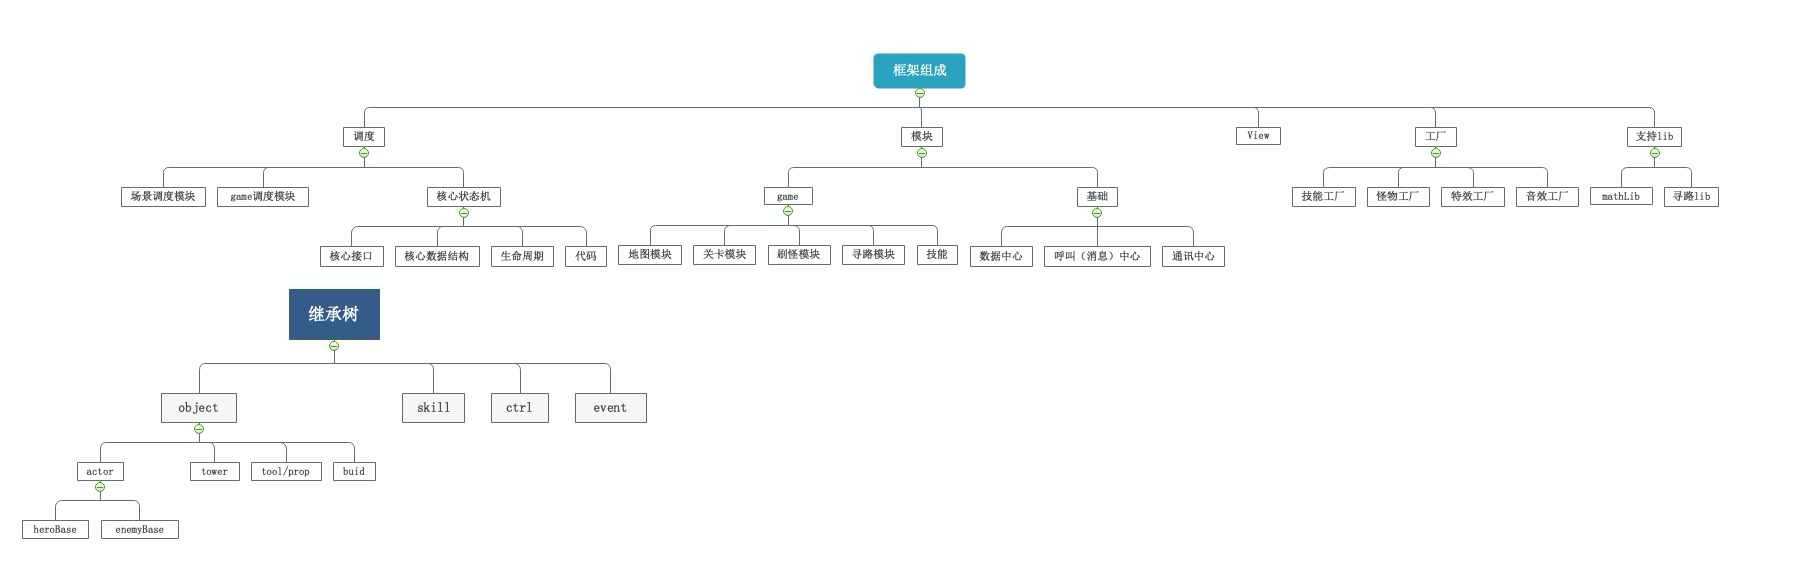 框架组成
调度
模块
View
工厂
支持lib
场景调度模块
game调度模块
核心状态机
game
基础
技能工厂
怪物工厂
特效工厂
音效工厂
mathLib
寻路lib
核心接口
核心数据结构
生命周期
代码
地图模块
关卡模块
刷怪模块
寻路模块
技能
数据中心
呼叫（消息）中心
通讯中心
继承树
object
skill
ctrl
event
actor
tower
tool/prop
buid
heroBase
enemyBase